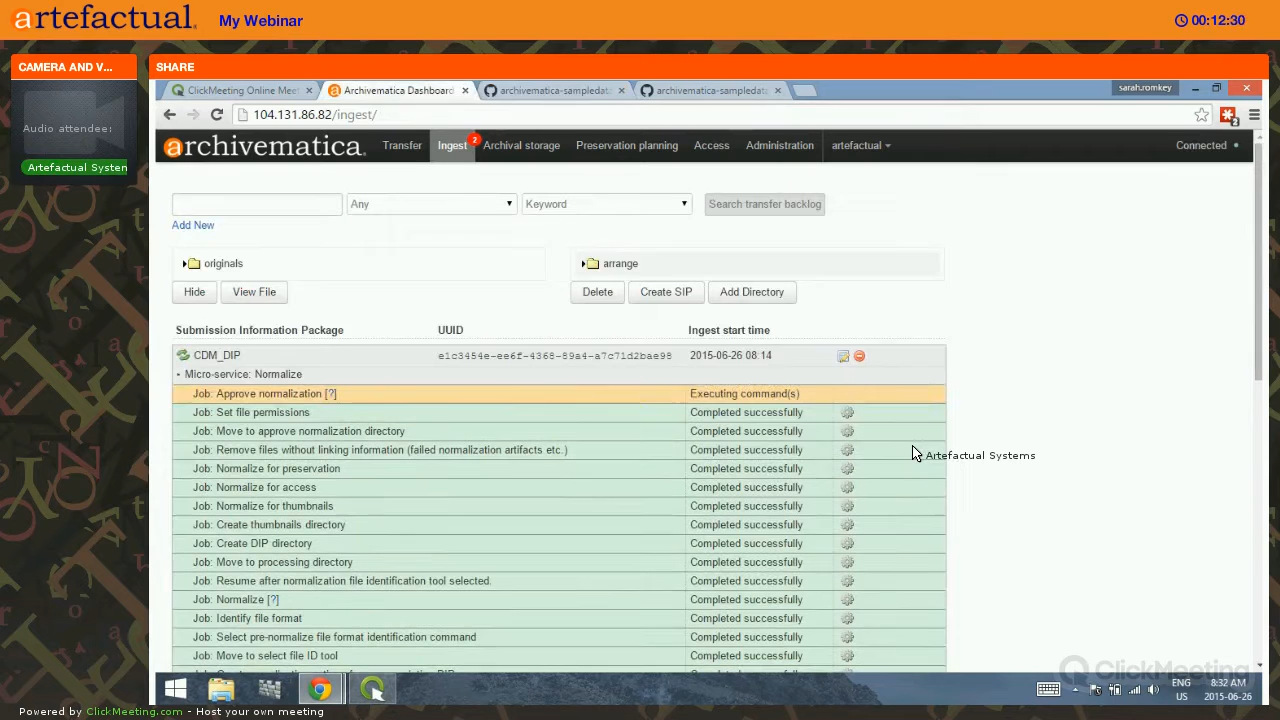 artefactual. My Webinar 00:12:30
CAMERA AND V...
SHARE
Audio attendees
Artefactual System
ClickMeeting Online Meet
Archivematica Dashboard
archivematica-sampledat
archivematica-sampledat
sarah.romkey
104.131.86.82/ingest/
2
archivematica. Transfer Ingest 2 Archival storage Preservation planning Access Administration artefactual Connected
Any Keyword Search transfer backlog
Add New
originals arrange
Hide View File Delete Create SIP Add Directory
Submission Information Package UUID Ingest start time
CDM_DIP e1c3454e-ee6f-4368-89a4-a7c71d2bae98 2015-06-26 08:14
Micro-service: Normalize
Job: Approve normalization [?] Executing command(s)
Job: Set file permissions Completed successfully
Job: Move to approve normalization directory Completed successfully
Job: Remove files without linking information (failed normalization artifacts etc.) Completed successfully
Artefactual Systems
Job: Normalize for preservation Completed successfully
Job: Normalize for access Completed successfully
Job: Normalize for thumbnails Completed successfully
Job: Create thumbnails directory Completed successfully
Job: Create DIP directory Completed successfully
Job: Move to processing directory Completed successfully
Job: Resume after normalization file identification tool selected. Completed successfully
Job: Normalize [?] Completed successfully
Job: Identify file format Completed successfully
Job: Select pre-normalize file format identification command Completed successfully
Job: Move to select file ID tool Completed successfully
ClickMeeting
ENG 8:32 AM
US 2015-06-26
Powered by ClickMeeting.com - Host your own meeting